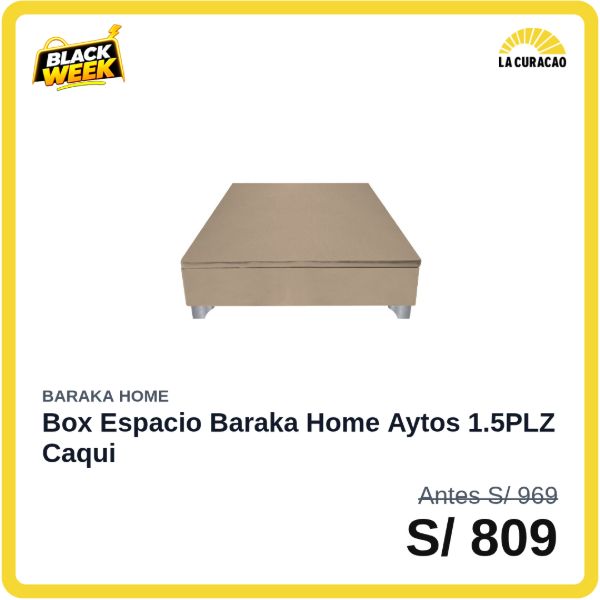 BLACK
WEEK
LA CURACAO
BARAKA HOME
Box Espacio Baraka Home Aytos 1.5PLZ
Caqui
Antes S/ 969
S/ 809